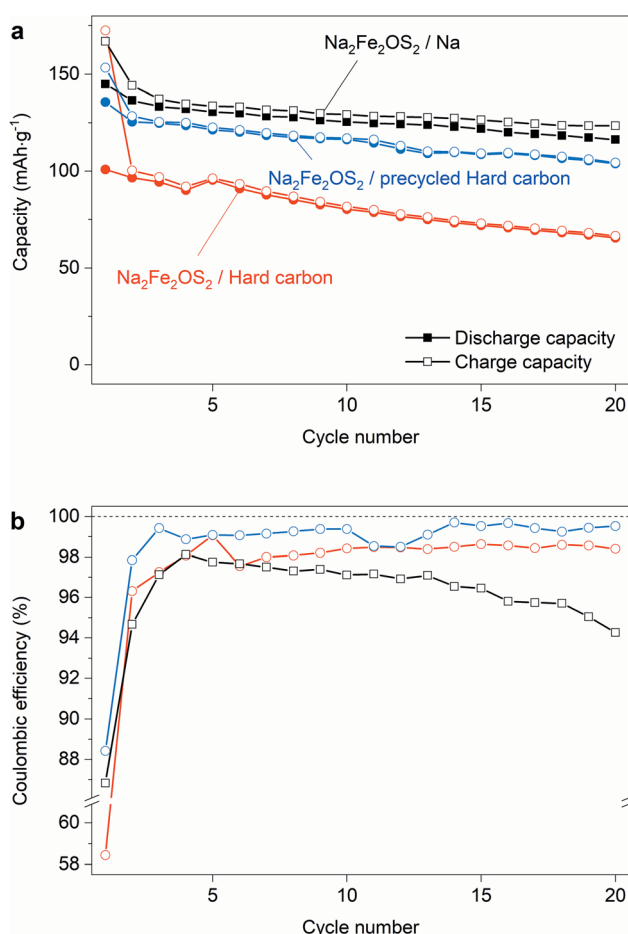 a
Na₂Fe₂OS₂ / Na
150
100
50
0
Capacity (mAh·g⁻¹)
Na₂Fe₂OS₂ / precycled Hard carbon
Na₂Fe₂OS₂ / Hard carbon
Discharge capacity
Charge capacity
5
10
15
20
Cycle number
b
100
98
96
94
92
90
88
60
58
Coulombic efficiency (%)
5
10
15
20
Cycle number